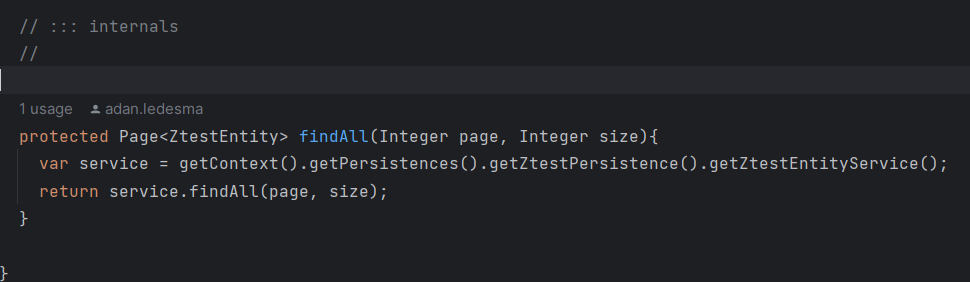 // ::: internals
//
1 usage adan.ledesma
protected Page<ZtestEntity> findAll(Integer page, Integer size){
var service = getContext().getPersistences().getZtestPersistence().getZtestEntityService();
return service.findAll(page, size);
}
}